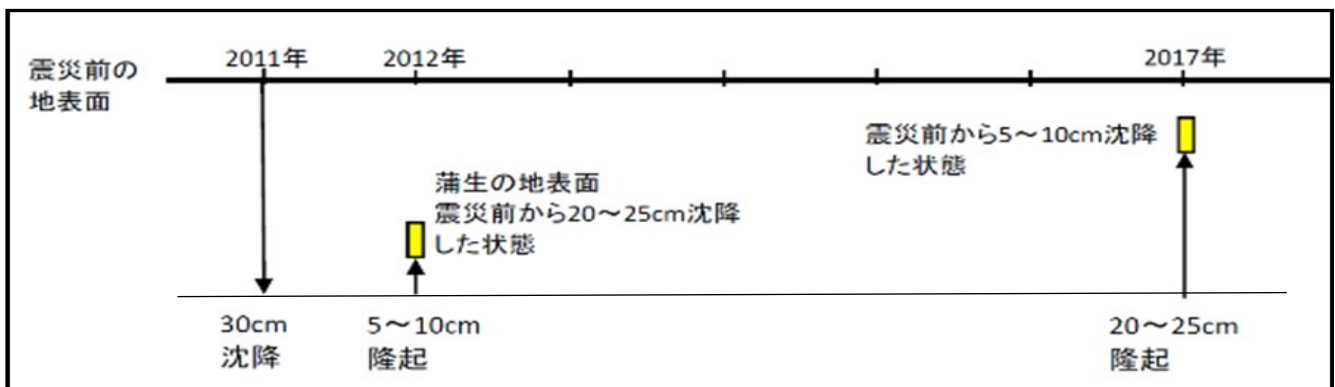 震災前の
地表面
2011年
2012年
2017年
震災前から5～10cm沈降
した状態
蒲生の地表面
震災前から20～25cm沈降
した状態
30cm
沈降
5～10cm
隆起
20～25cm
隆起